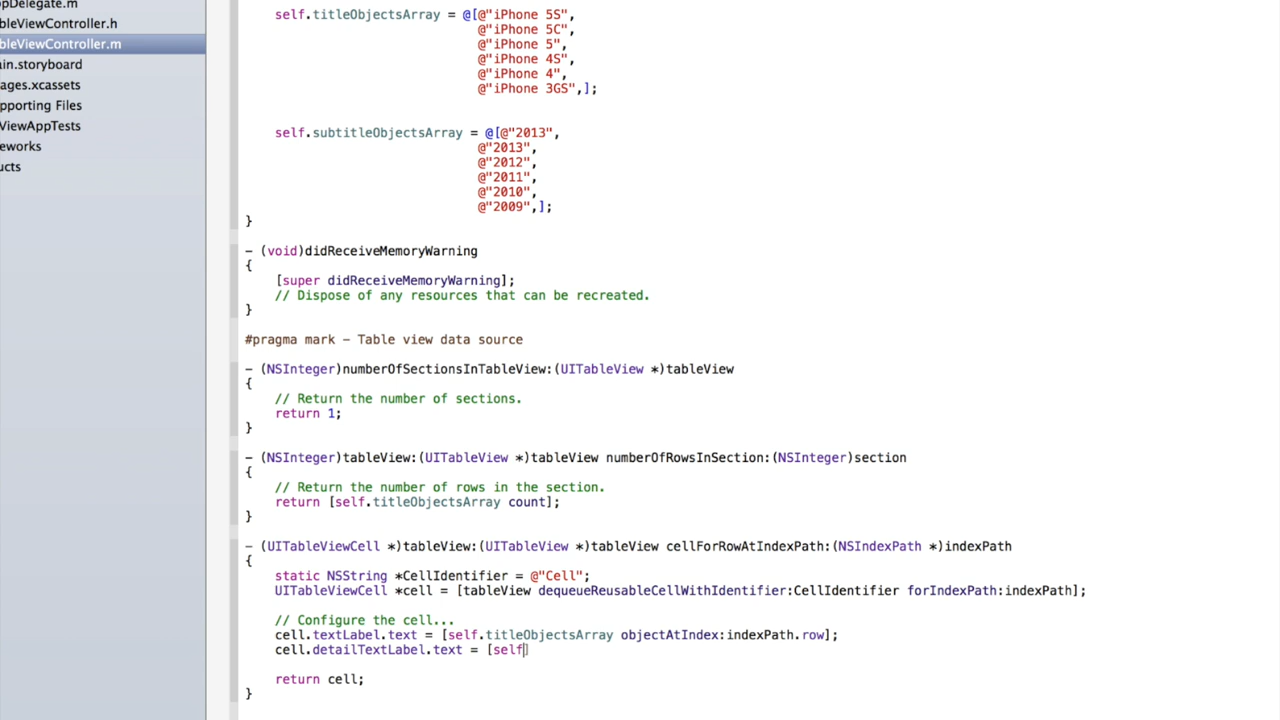 ppDelegate.m
bleViewController.h
bleViewController.m
ain.storyboard
ages.xcassets
pporting Files
ViewAppTests
eworks
ucts
self.titleObjectsArray = @[@"iPhone 5S",
@"iPhone 5C",
@"iPhone 5",
@"iPhone 4S",
@"iPhone 4",
@"iPhone 3GS",];
self.subtitleObjectsArray = @[@"2013",
@"2013",
@"2012",
@"2011",
@"2010",
@"2009",];
}
- (void)didReceiveMemoryWarning
{
[super didReceiveMemoryWarning];
// Dispose of any resources that can be recreated.
}
#pragma mark - Table view data source
- (NSInteger)numberOfSectionsInTableView:(UITableView *)tableView
{
// Return the number of sections.
return 1;
}
- (NSInteger)tableView:(UITableView *)tableView numberOfRowsInSection:(NSInteger)section
{
// Return the number of rows in the section.
return [self.titleObjectsArray count];
}
- (UITableViewCell *)tableView:(UITableView *)tableView cellForRowAtIndexPath:(NSIndexPath *)indexPath
{
static NSString *CellIdentifier = @"Cell";
UITableViewCell *cell = [tableView dequeueReusableCellWithIdentifier:CellIdentifier forIndexPath:indexPath];
// Configure the cell...
cell.textLabel.text = [self.titleObjectsArray objectAtIndex:indexPath.row];
cell.detailTextLabel.text = [self]
return cell;
}